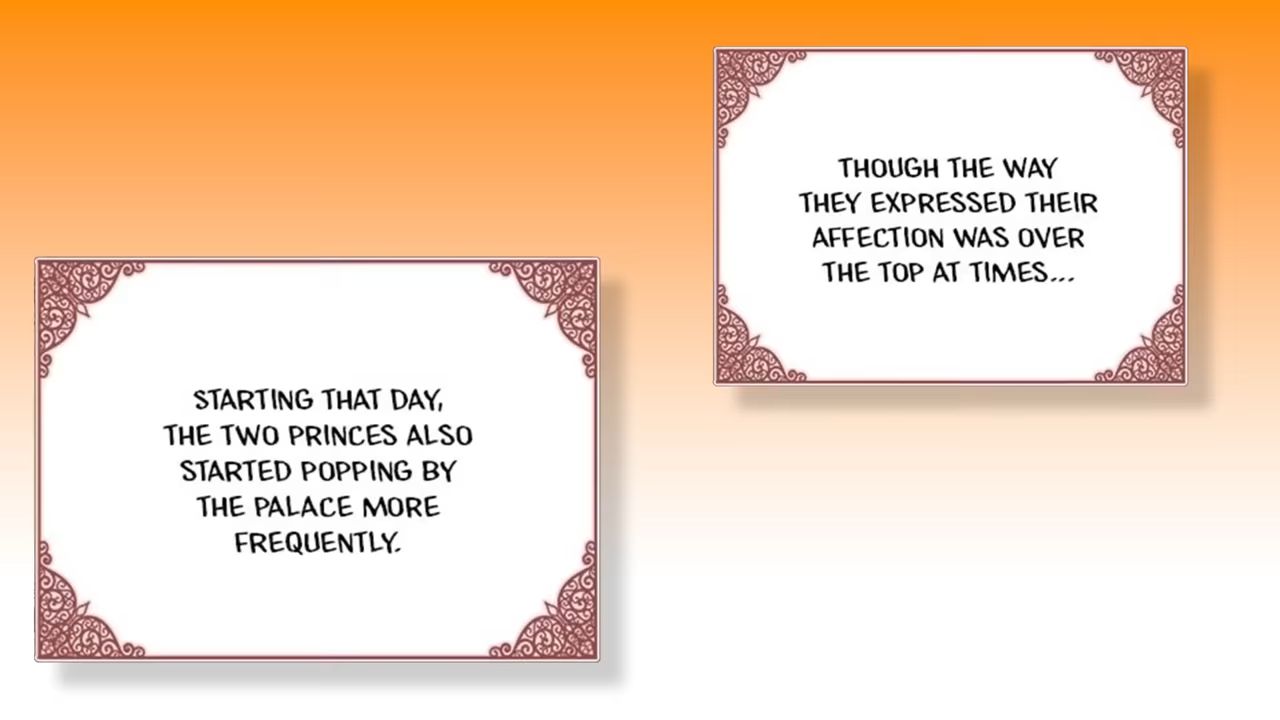 STARTING THAT DAY,
THE TWO PRINCES ALSO
STARTED POPPING BY
THE PALACE MORE
FREQUENTLY.
THOUGH THE WAY
THEY EXPRESSED THEIR
AFFECTION WAS OVER
THE TOP AT TIMES...